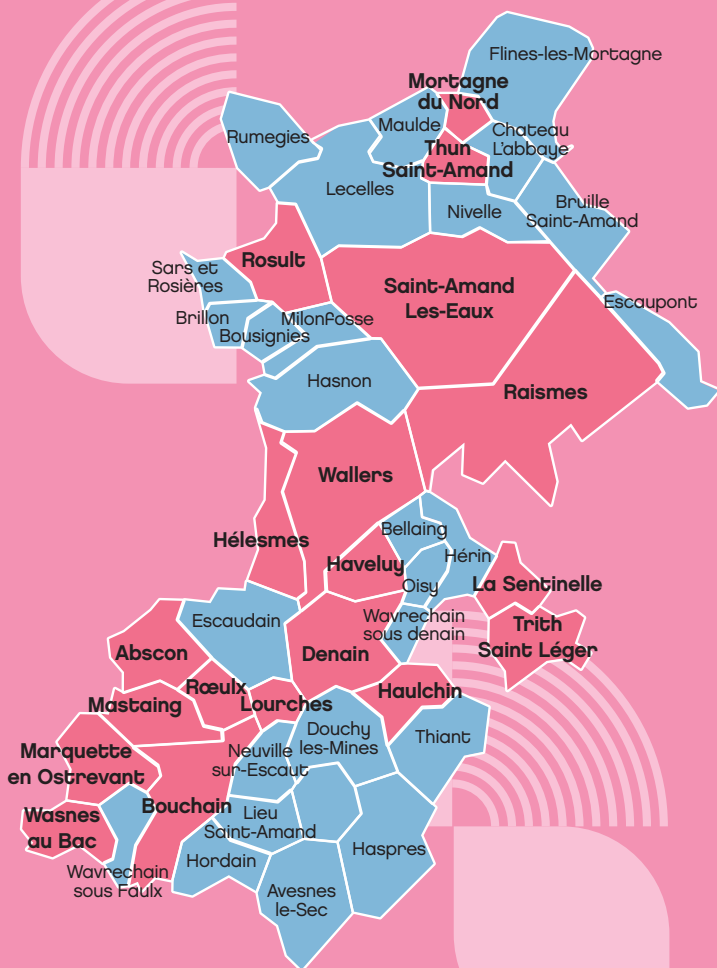 Flines-les-Mortagne
Mortagne
du Nord
Rumegies
Maulde
Chateau
L'abbaye
Thun
Saint-Amand
Lecelles
Nivelle
Bruille
Saint-Amand
Sars et
Rosières
Rosult
Saint-Amand
Les-Eaux
Escaupont
Brillon
Milonfosse
Bousignies
Hasnon
Raismes
Wallers
Bellaing
Hélesmes
Haveluy
Hérin
Oisy
La Sentinelle
Escaudain
Wavrechain
sous denain
Trith
Saint Léger
Abscon
Denain
Rœulx
Haulchin
Mastaing
Lourches
Douchy
les-Mines
Thiant
Marquette
en Ostrevant
Neuville
sur-Escaut
Bouchain
Wasnes
au Bac
Lieu
Saint-Amand
Haspres
Hordain
Wavrechain
sous Faulx
Avesnes
le-Sec